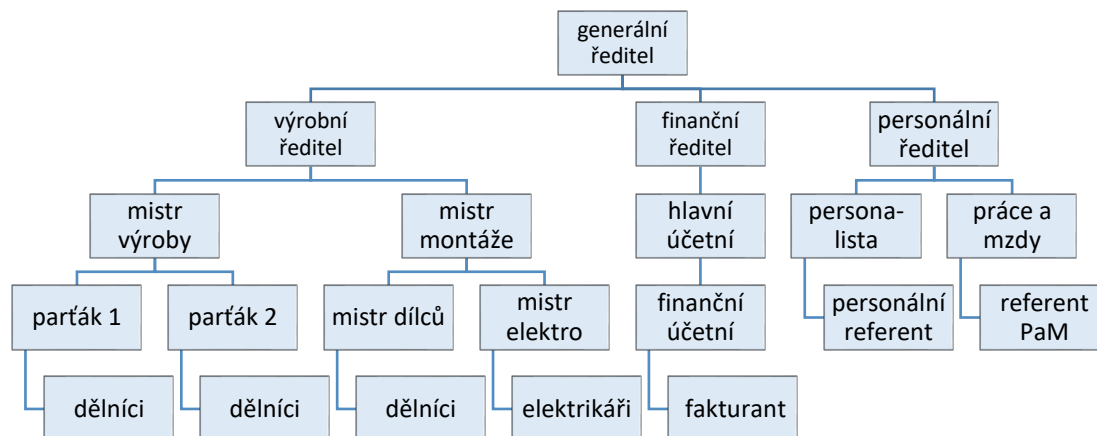 generální
ředitel
výrobní
ředitel
finanční
ředitel
personální
ředitel
mistr
výroby
mistr
montáže
hlavní
účetní
persona-
lista
práce a
mzdy
parťák 1
parťák 2
mistr dílců
mistr
elektro
finanční
účetní
personální
referent
referent
PaM
dělníci
dělníci
dělníci
elektrikáři
fakturant